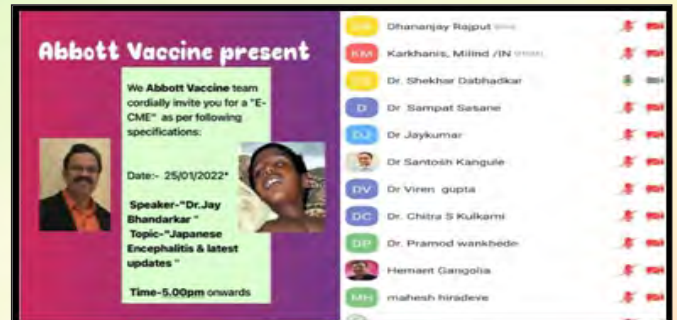 Abbott Vaccine present
We Abbott Vaccine team
cordially invite you for a "E-
CME" as per following
specifications:
Date:- 25/01/2022*
Speaker-"Dr.Jay
Bhandarkar "
Topic-"Japanese
Encephalitis & latest
updates "
Time-5.00pm onwards
Dhananjay Rajput
KM Karkhanis, Milind /IN
Dr. Shekhar Dabhadkar
D Dr Sampat Sasane
DJ Dr Jaykumar
Dr Santosh Kangule
DV Dr Viren gupta
DC Dr. Chitra S Kulkarni
DP Dr. Pramod wankhede
Hemant Gangolia
MH mahesh hiradeve